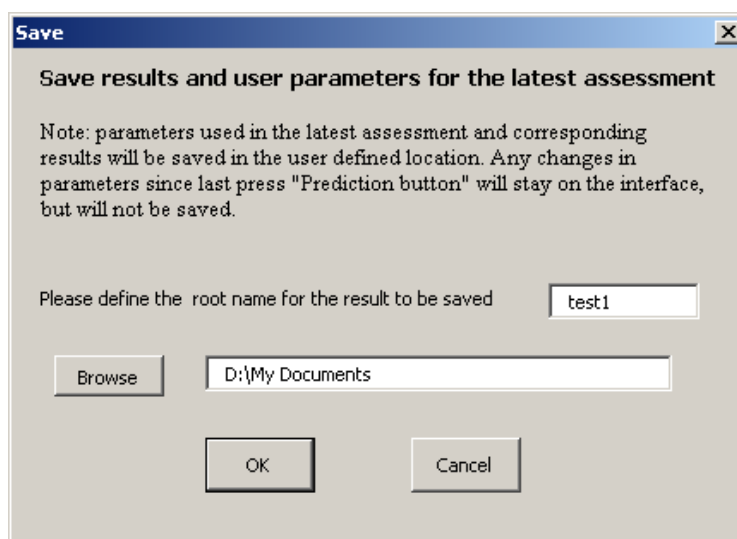 Save
Save results and user parameters for the latest assessment
Note: parameters used in the latest assessment and corresponding
results will be saved in the user defined location. Any changes in
parameters since last press "Prediction button" will stay on the interface,
but will not be saved.
Please define the root name for the result to be saved test1
Browse D:\My Documents
OK Cancel